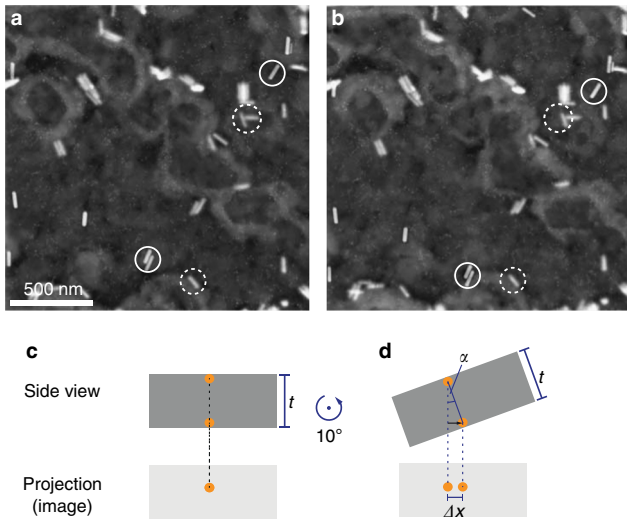 a
b
500 nm
c
d
Side view
t
10°
α
t
Projection
(image)
Δx